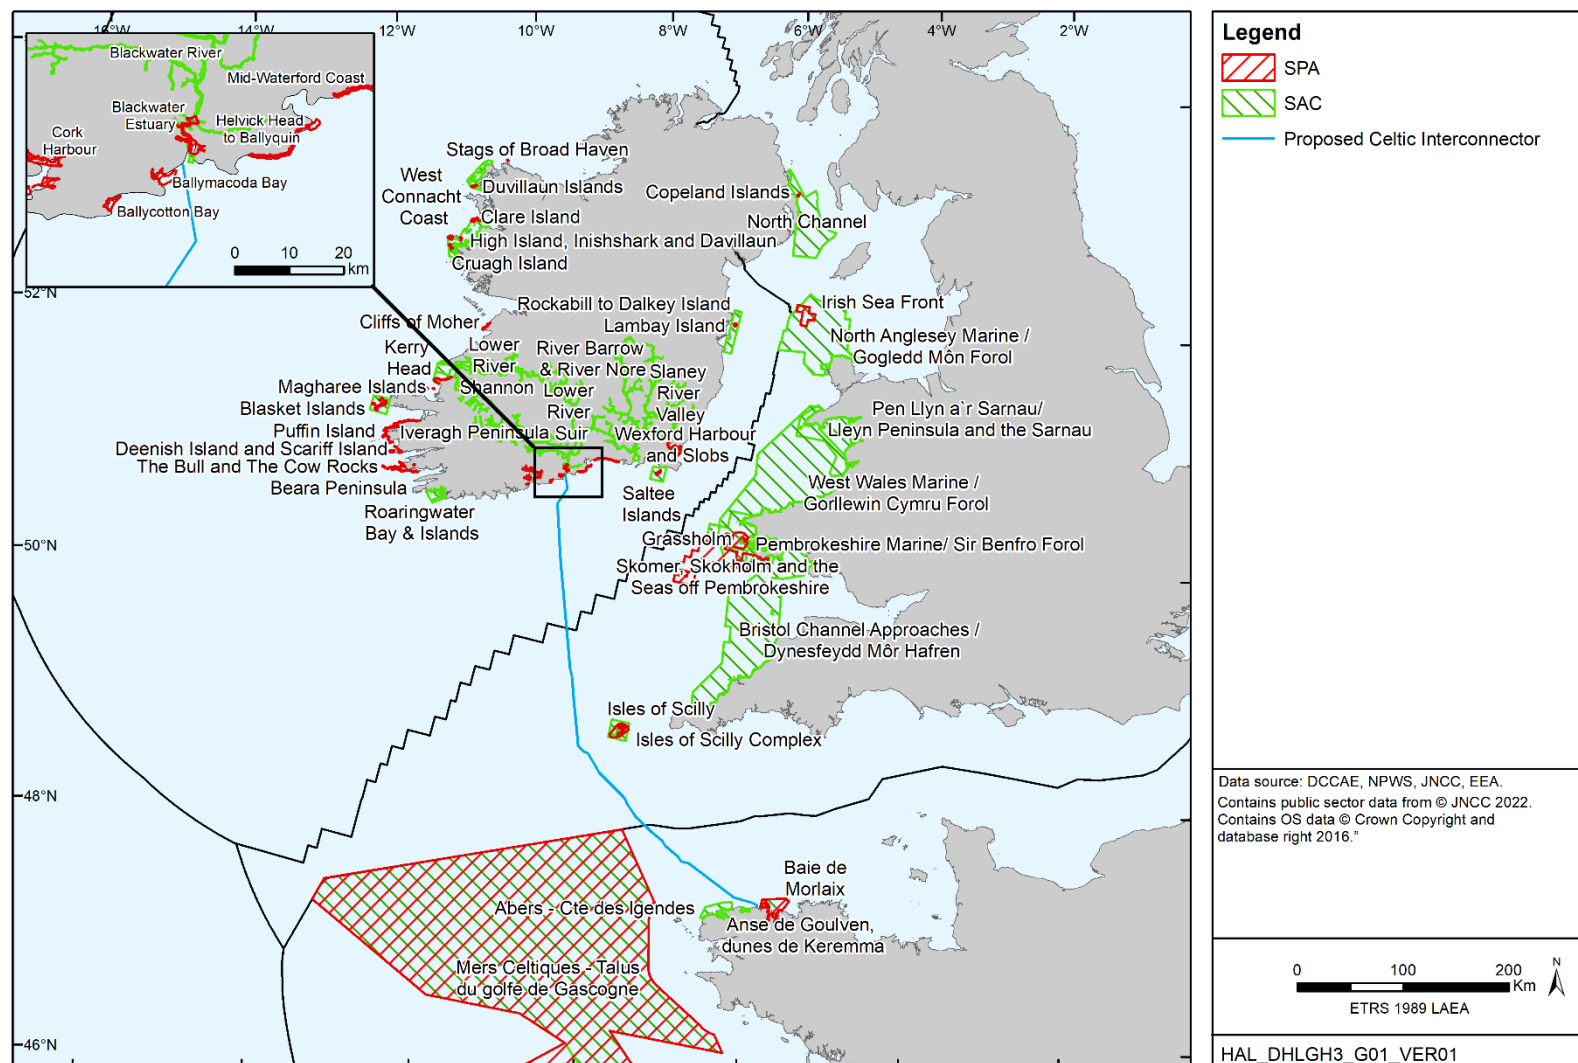 16°W
14°W
12°W
10°W
8°W
6°W
4°W
2°W
Blackwater River
Mid-Waterford Coast
Blackwater
Estuary
Helvick Head
to Ballyquin
Cork
Harbour
Ballymacoda Bay
Ballycotton Bay
0 10 20
km
52°N
50°N
48°N
46°N
Stags of Broad Haven
West
Connacht
Coast
Duvillaun Islands
Clare Island
High Island, Inishshark and Davillaun
Cruagh Island
Copeland Islands
North Channel
Rockabill to Dalkey Island
Lambay Island
Irish Sea Front
North Anglesey Marine /
Gogledd Môn Forol
Cliffs of Moher
Kerry
Head
Lower
River
Shannon
River Barrow
& River Nore
Lower
River
Suir
Slaney
River
Valley
Magharee Islands
Blasket Islands
Puffin Island
Iveragh Peninsula
Wexford Harbour
and Slobs
Deenish Island and Scariff Island
The Bull and The Cow Rocks
Beara Peninsula
Roaringwater
Bay & Islands
Saltee
Islands
Pen Llyn a`r Sarnau/
Lleyn Peninsula and the Sarnau
West Wales Marine /
Gorllewin Cymru Forol
Grassholm
Pembrokeshire Marine/ Sir Benfro Forol
Skomer, Skokholm and the
Seas off Pembrokeshire
Bristol Channel Approaches /
Dynesfeydd Môr Hafren
Isles of Scilly
Isles of Scilly Complex
Baie de
Morlaix
Abers - Cte des lgendes
Anse de Goulven,
dunes de Keremma
Mers Celtiques - Talus
du golfe de Gascogne
Legend
SPA
SAC
Proposed Celtic Interconnector
Data source: DCCAE, NPWS, JNCC, EEA.
Contains public sector data from © JNCC 2022.
Contains OS data © Crown Copyright and
database right 2016.”
0 100 200
Km
N
ETRS 1989 LAEA
HAL_DHLGH3_G01_VER01